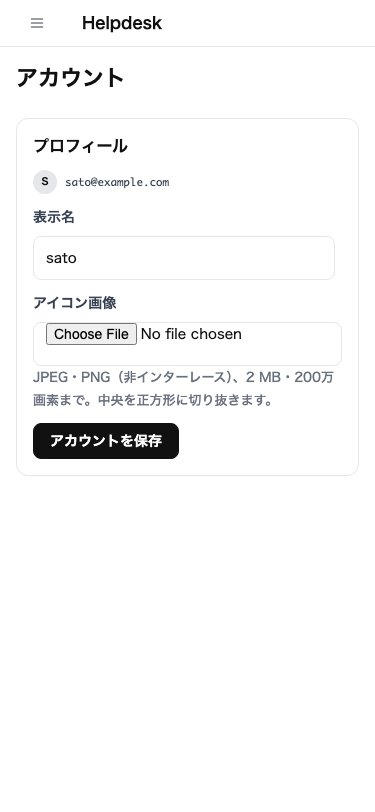 Helpdesk
アカウント
プロフィール
S sato@example.com
表示名
sato
アイコン画像
Choose File No file chosen
JPEG・PNG（非インターレース）、2 MB・200万
画素まで。中央を正方形に切り抜きます。
アカウントを保存